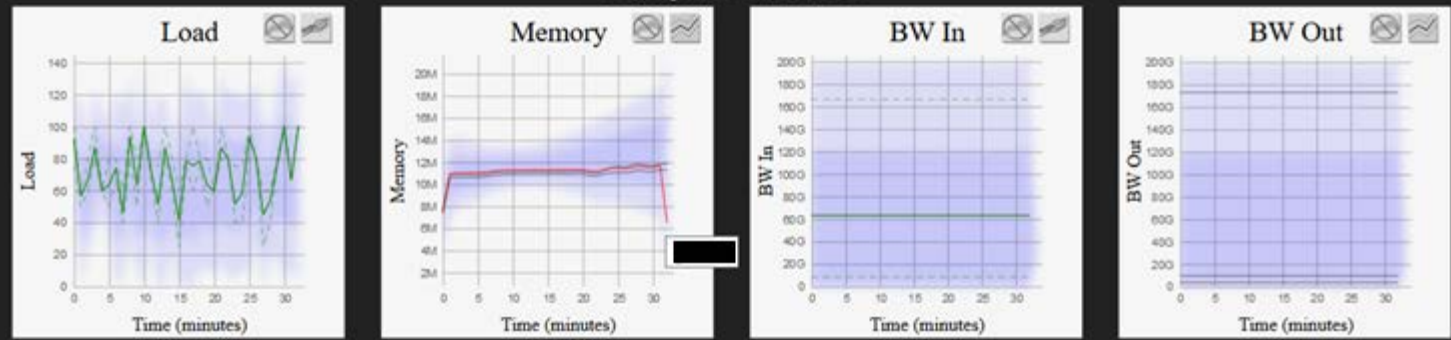 Load
140
120
100
80
60
40
20
0
Load
0 5 10 15 20 25 30
Time (minutes)
Memory
20M
18M
16M
14M
12M
10M
8M
6M
4M
2M
Memory
0 5 10 15 20 25 30
Time (minutes)
BW In
200G
180G
160G
140G
120G
100G
80G
60G
40G
20G
0
BW In
0 5 10 15 20 25 30
Time (minutes)
BW Out
200G
180G
160G
140G
120G
100G
80G
60G
40G
20G
0
BW Out
0 5 10 15 20 25 30
Time (minutes)